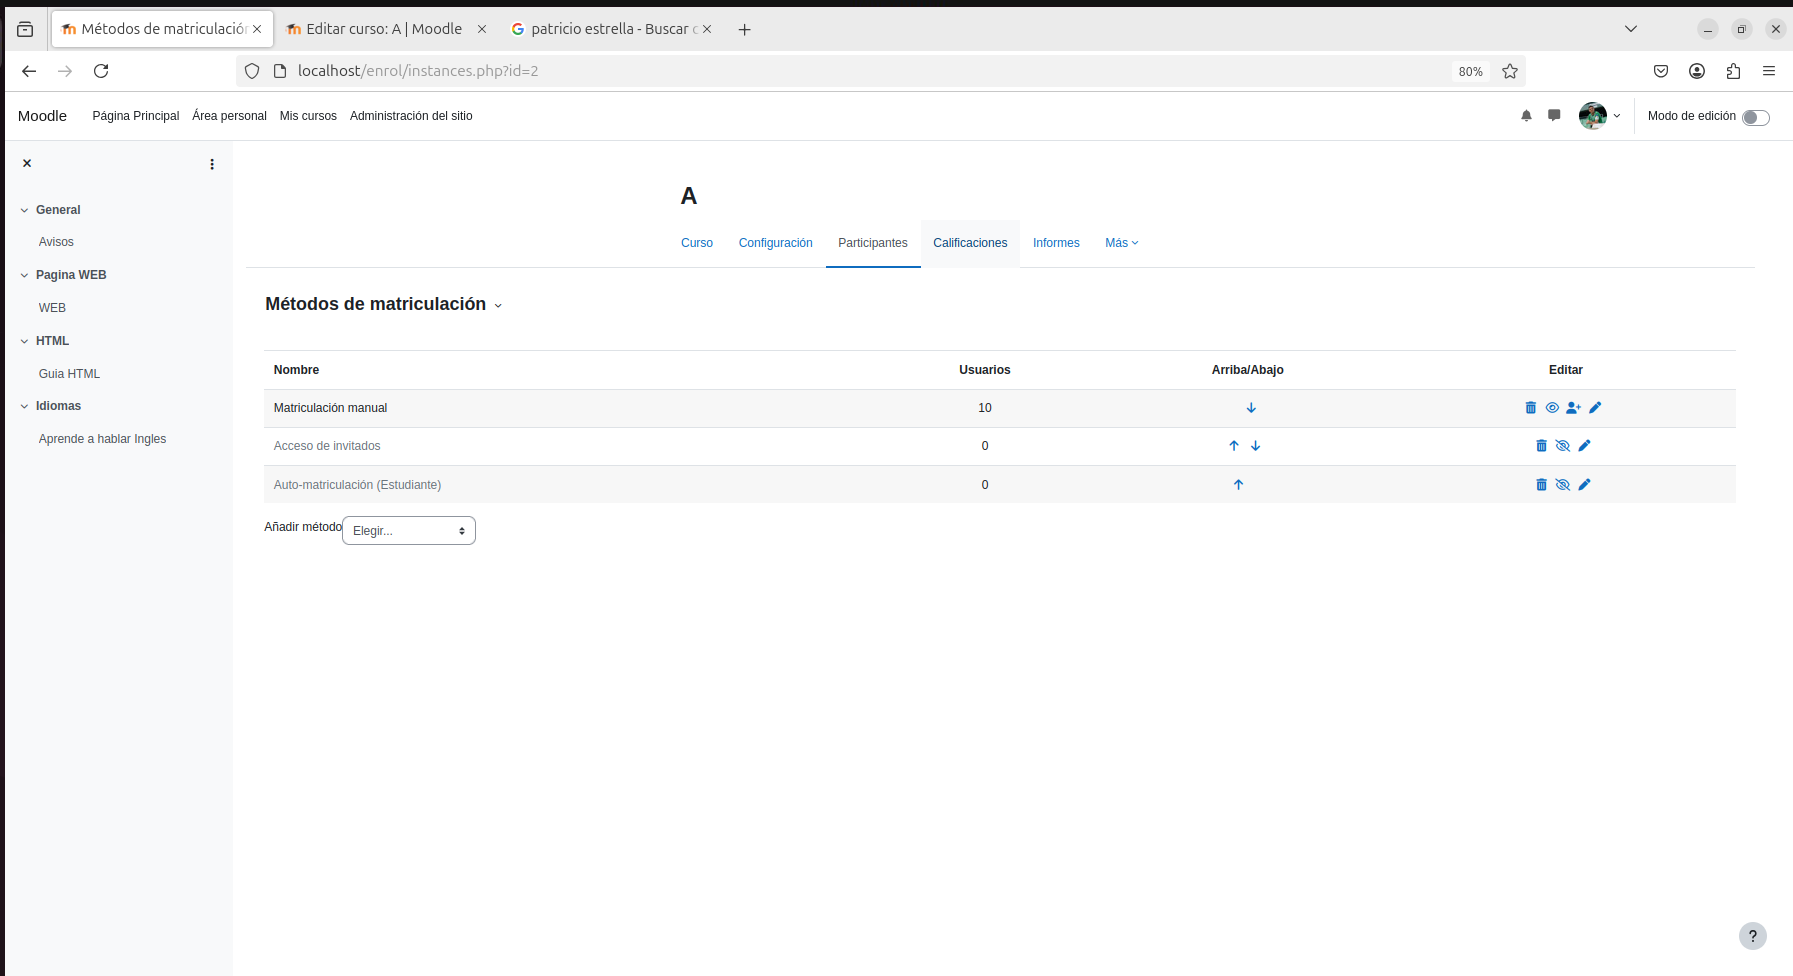 Métodos de matriculación
Editar curso: A | Moodle
patricio estrella - Buscar c
localhost/enrol/instances.php?id=2
80%
Moodle
Página Principal
Área personal
Mis cursos
Administración del sitio
Modo de edición
General
Avisos
Pagina WEB
WEB
HTML
Guia HTML
Idiomas
Aprende a hablar Ingles
A
Curso
Configuración
Participantes
Calificaciones
Informes
Más
Métodos de matriculación
Nombre Usuarios Arriba/Abajo Editar
Matriculación manual 10
Acceso de invitados 0
Auto-matriculación (Estudiante) 0
Añadir método Elegir...
?